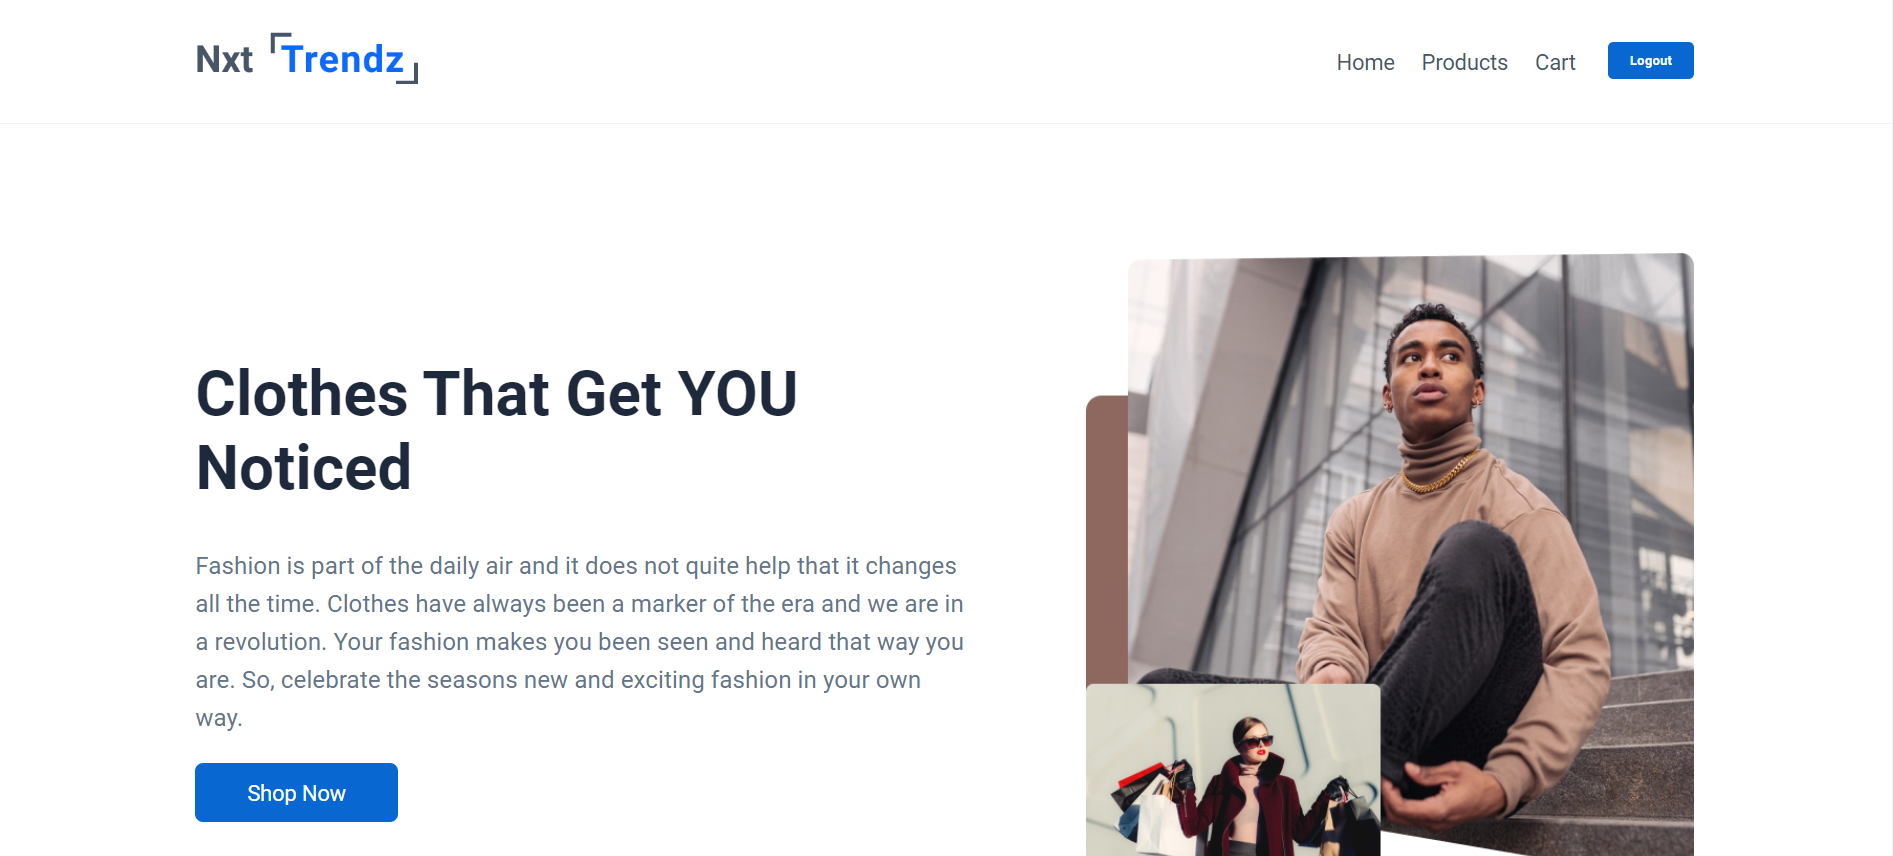 Nxt Trendz
Home Products Cart Logout
Clothes That Get YOU
Noticed
Fashion is part of the daily air and it does not quite help that it changes
all the time. Clothes have always been a marker of the era and we are in
a revolution. Your fashion makes you been seen and heard that way you
are. So, celebrate the seasons new and exciting fashion in your own
way.
Shop Now